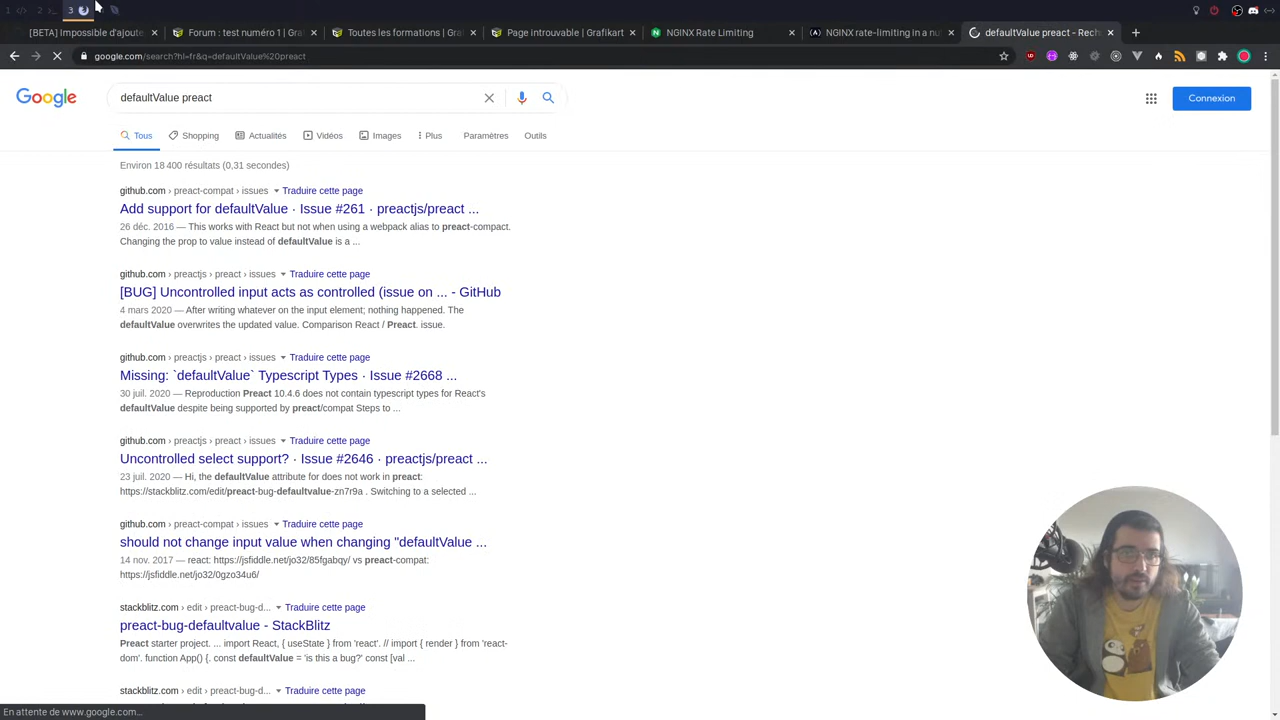 1 </> 2 >_ 3
[BETA] Impossible d'ajoute × Forum : test numéro 1 | Gra × Toutes les formations | Gra × Page introuvable | Grafikart × NGINX Rate Limiting × NGINX rate-limiting in a nu × defaultValue preact - Rech × +
google.com/search?hl=fr&q=defaultValue%20preact
Google defaultValue preact Connexion
Tous Shopping Actualités Vidéos Images Plus Paramètres Outils
Environ 18 400 résultats (0,31 secondes)
github.com › preact-compat › issues Traduire cette page
Add support for defaultValue · Issue #261 · preactjs/preact ...
26 déc. 2016 — This works with React but not when using a webpack alias to preact-compact.
Changing the prop to value instead of defaultValue is a ...
github.com › preactjs › preact › issues Traduire cette page
[BUG] Uncontrolled input acts as controlled (issue on ... - GitHub
4 mars 2020 — After writing whatever on the input element; nothing happened. The
defaultValue overwrites the updated value. Comparison React / Preact. issue.
github.com › preactjs › preact › issues Traduire cette page
Missing: `defaultValue` Typescript Types · Issue #2668 ...
30 juil. 2020 — Reproduction Preact 10.4.6 does not contain typescript types for React's
defaultValue despite being supported by preact/compat Steps to ...
github.com › preactjs › preact › issues Traduire cette page
Uncontrolled select support? · Issue #2646 · preactjs/preact ...
23 juil. 2020 — Hi, the defaultValue attribute for does not work in preact:
https://stackblitz.com/edit/preact-bug-defaultvalue-zn7r9a . Switching to a selected ...
github.com › preact-compat › issues Traduire cette page
should not change input value when changing "defaultValue ...
14 nov. 2017 — react: https://jsfiddle.net/jo32/85fgabqy/ vs preact-compat:
https://jsfiddle.net/jo32/0gzo34u6/
stackblitz.com › edit › preact-bug-d... Traduire cette page
preact-bug-defaultvalue - StackBlitz
Preact starter project. ... import React, { useState } from 'react'. // import { render } from 'react-
dom'. function App() {. const defaultValue = 'is this a bug?' const [val ...
stackblitz.com › edit › preact-bug-d... Traduire cette page
En attente de www.google.com...